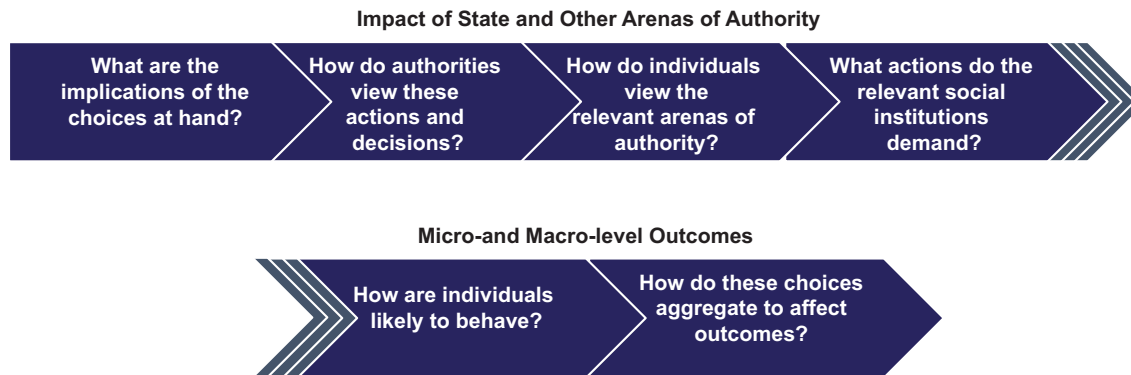 Impact of State and Other Arenas of Authority
What are the
implications of the
choices at hand?
How do authorities
view these
actions and
decisions?
How do individuals
view the
relevant arenas of
authority?
What actions do the
relevant social
institutions
demand?
Micro-and Macro-level Outcomes
How are individuals
likely to behave?
How do these choices
aggregate to affect
outcomes?